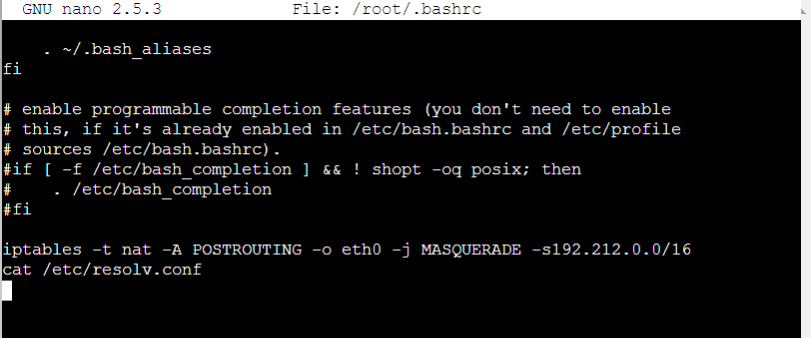 GNU nano 2.5.3 File: /root/.bashrc
. ~/.bash_aliases
fi
# enable programmable completion features (you don't need to enable
# this, if it's already enabled in /etc/bash.bashrc and /etc/profile
# sources /etc/bash.bashrc).
#if [ -f /etc/bash_completion ] && ! shopt -oq posix; then
#    . /etc/bash_completion
#fi
iptables -t nat -A POSTROUTING -o eth0 -j MASQUERADE -s192.212.0.0/16
cat /etc/resolv.conf